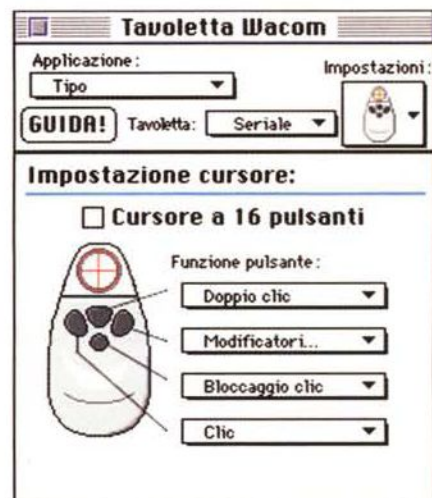 Tavoletta Wacom
Applicazione:
Impostazioni:
Tipo
GUIDA!
Tavoletta:
Seriale
Impostazione cursore:
Cursore a 16 pulsanti
Funzione pulsante:
Doppio clic
Modificatori...
Bloccaggio clic
Clic